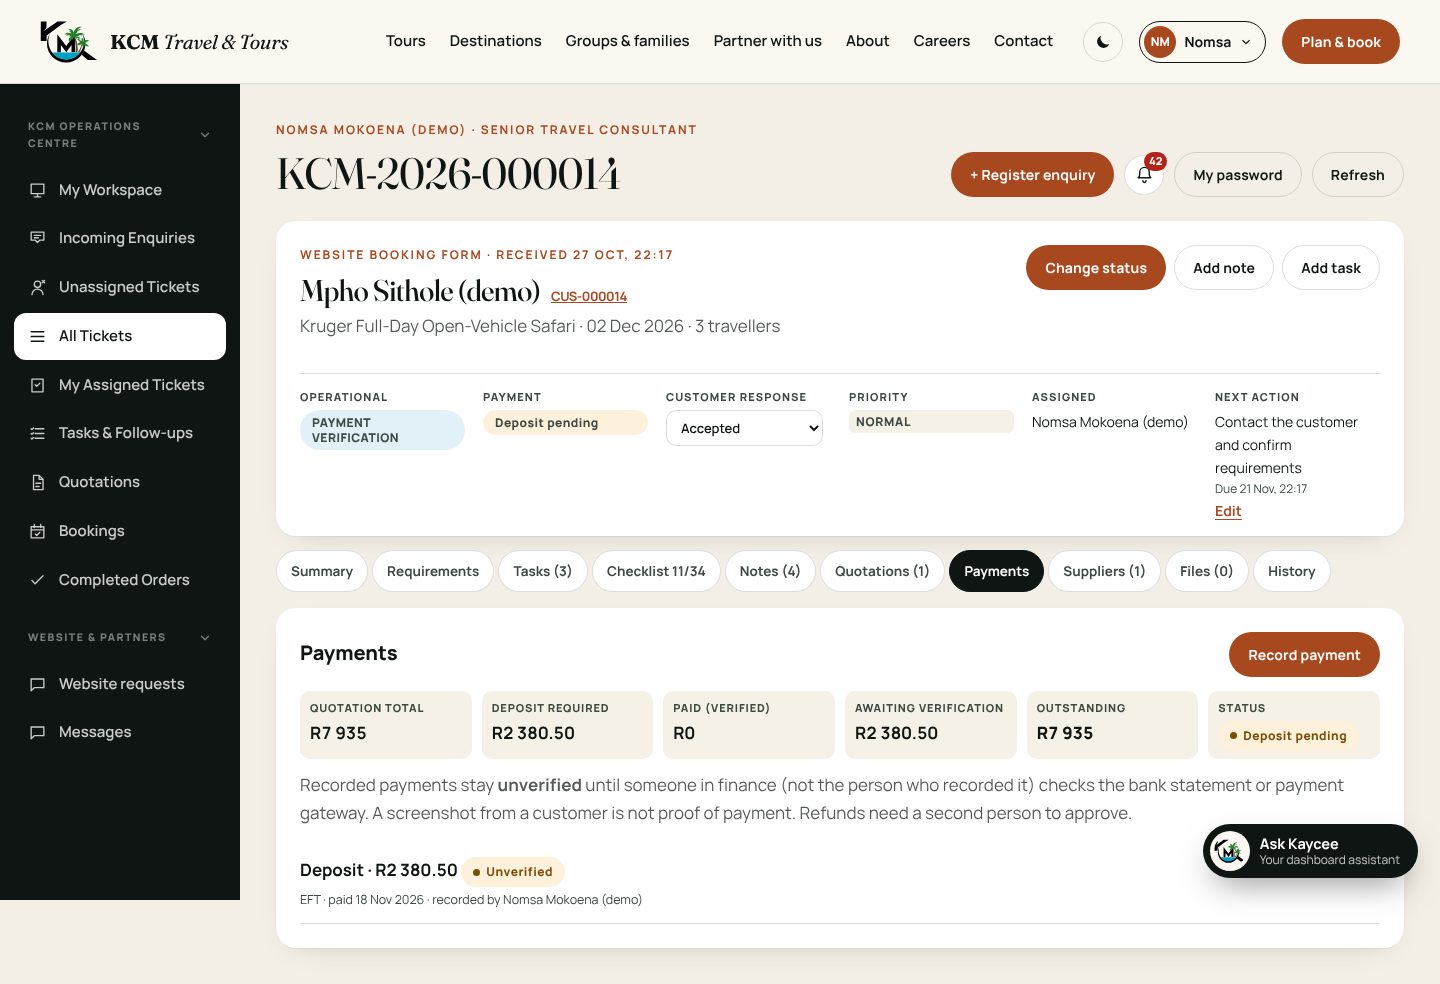 KCM Travel & Tours
Tours
Destinations
Groups & families
Partner with us
About
Careers
Contact
NM
Nomsa
Plan & book
KCM OPERATIONS
CENTRE
My Workspace
Incoming Enquiries
Unassigned Tickets
All Tickets
My Assigned Tickets
Tasks & Follow-ups
Quotations
Bookings
Completed Orders
WEBSITE & PARTNERS
Website requests
Messages
NOMSA MOKOENA (DEMO) · SENIOR TRAVEL CONSULTANT
KCM-2026-000014
+ Register enquiry
42
My password
Refresh
WEBSITE BOOKING FORM · RECEIVED 27 OCT, 22:17
Mpho Sithole (demo) CUS-000014
Kruger Full-Day Open-Vehicle Safari · 02 Dec 2026 · 3 travellers
Change status
Add note
Add task
OPERATIONAL
PAYMENT
VERIFICATION
PAYMENT
Deposit pending
CUSTOMER RESPONSE
Accepted
PRIORITY
NORMAL
ASSIGNED
Nomsa Mokoena (demo)
NEXT ACTION
Contact the customer
and confirm
requirements
Due 21 Nov, 22:17
Edit
Summary
Requirements
Tasks (3)
Checklist 11/34
Notes (4)
Quotations (1)
Payments
Suppliers (1)
Files (0)
History
Payments
Record payment
QUOTATION TOTAL
R7 935
DEPOSIT REQUIRED
R2 380.50
PAID (VERIFIED)
R0
AWAITING VERIFICATION
R2 380.50
OUTSTANDING
R7 935
STATUS
Deposit pending
Recorded payments stay unverified until someone in finance (not the person who recorded it) checks the bank statement or payment
gateway. A screenshot from a customer is not proof of payment. Refunds need a second person to approve.
Deposit · R2 380.50 Unverified
EFT · paid 18 Nov 2026 · recorded by Nomsa Mokoena (demo)
Ask Kaycee
Your dashboard assistant